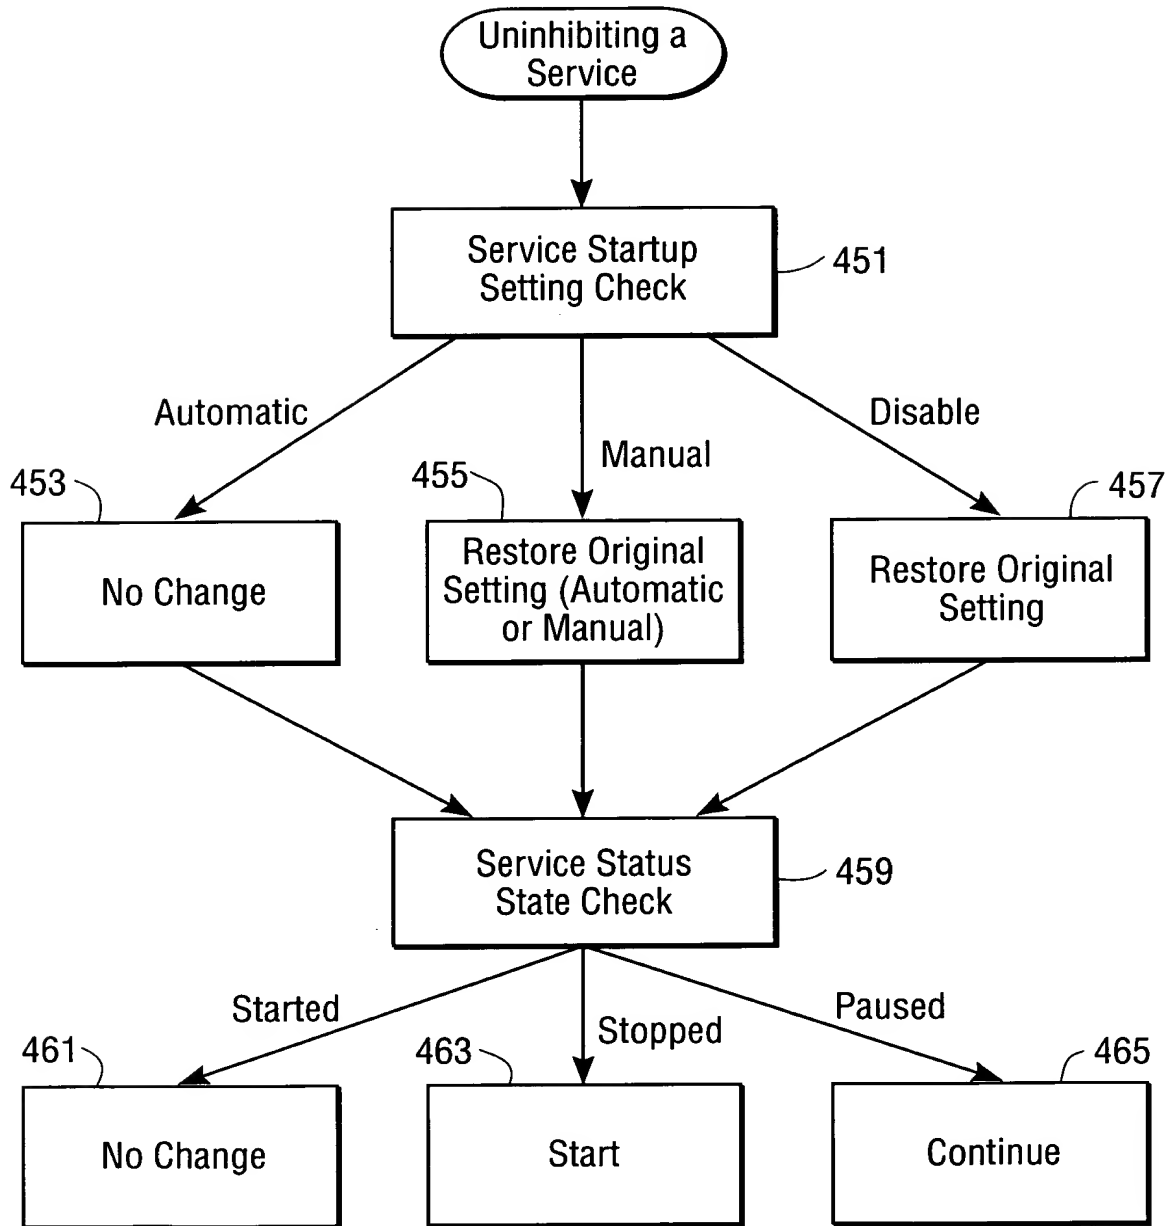 Uninhibiting a
Service
Service Startup
Setting Check
451
Automatic
Manual
Disable
453
455
457
No Change
Restore Original
Setting (Automatic
or Manual)
Restore Original
Setting
Service Status
State Check
459
Started
Stopped
Paused
461
463
465
No Change
Start
Continue